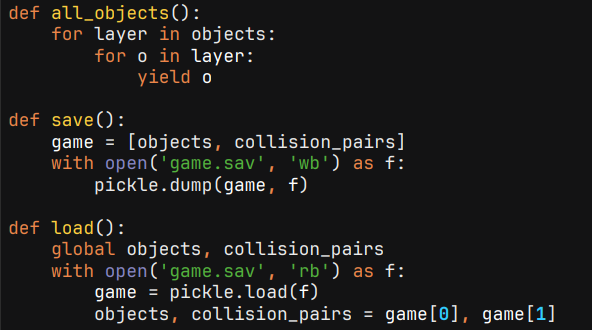 def all_objects():
    for layer in objects:
        for o in layer:
            yield o

def save():
    game = [objects, collision_pairs]
    with open('game.sav', 'wb') as f:
        pickle.dump(game, f)

def load():
    global objects, collision_pairs
    with open('game.sav', 'rb') as f:
        game = pickle.load(f)
        objects, collision_pairs = game[0], game[1]